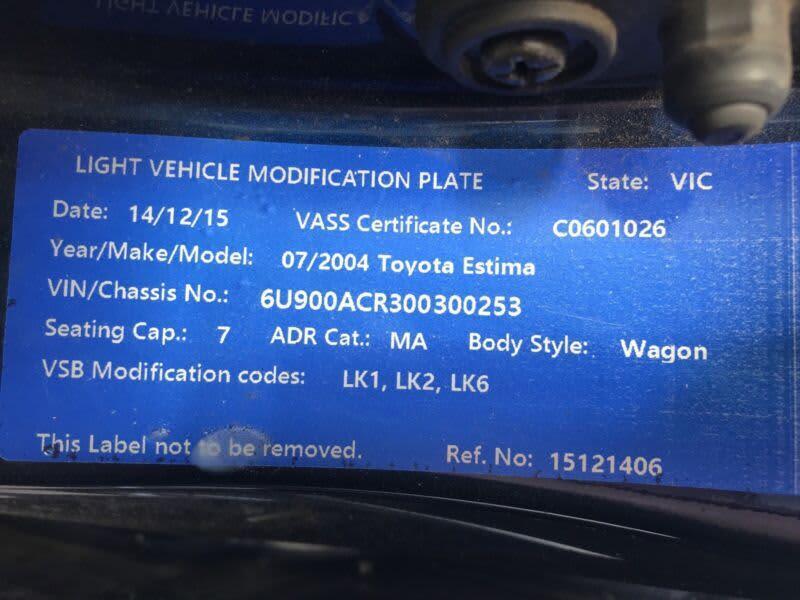 LIGHT VEHICLE MODIFICATION PLATE State: VIC
Date: 14/12/15 VASS Certificate No.: C0601026
Year/Make/Model: 07/2004 Toyota Estima
VIN/Chassis No.: 6U900ACR300300253
Seating Cap.: 7 ADR Cat.: MA Body Style: Wagon
VSB Modification codes: LK1, LK2, LK6
This Label not to be removed. Ref. No: 15121406